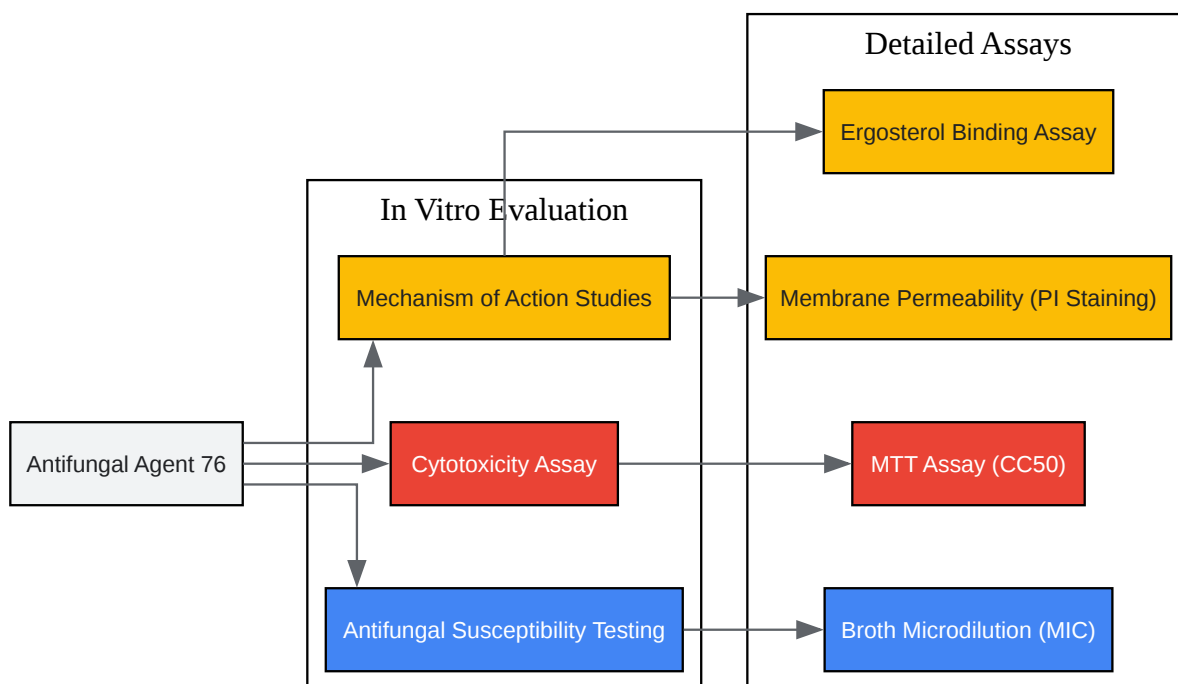 Detailed Assays
Ergosterol Binding Assay
In Vitro Evaluation
Mechanism of Action Studies
Membrane Permeability (PI Staining)
Antifungal Agent 76
Cytotoxicity Assay
MTT Assay (CC50)
Antifungal Susceptibility Testing
Broth Microdilution (MIC)